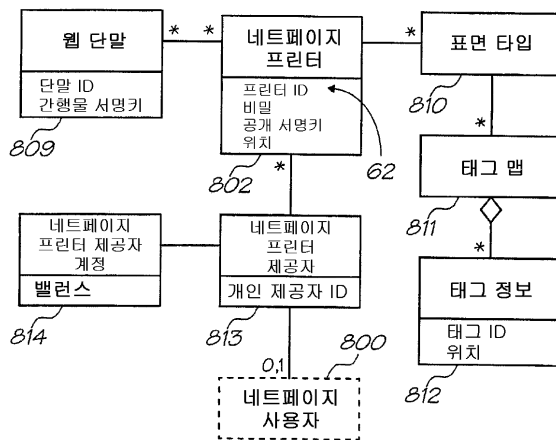 웹 단말
* *
네트페이지
프린터
*
표면 타입
단말 ID
간행물 서명키
프린터 ID
비밀
공개 서명키
위치
809
810
62
802
*
*
태그 맵
811
네트페이지
프린터 제공자
계정
밸런스
네트페이지
프린터
제공자
개인 제공자 ID
*
태그 정보
태그 ID
위치
814
813
812
0,1
800
네트페이지
사용자